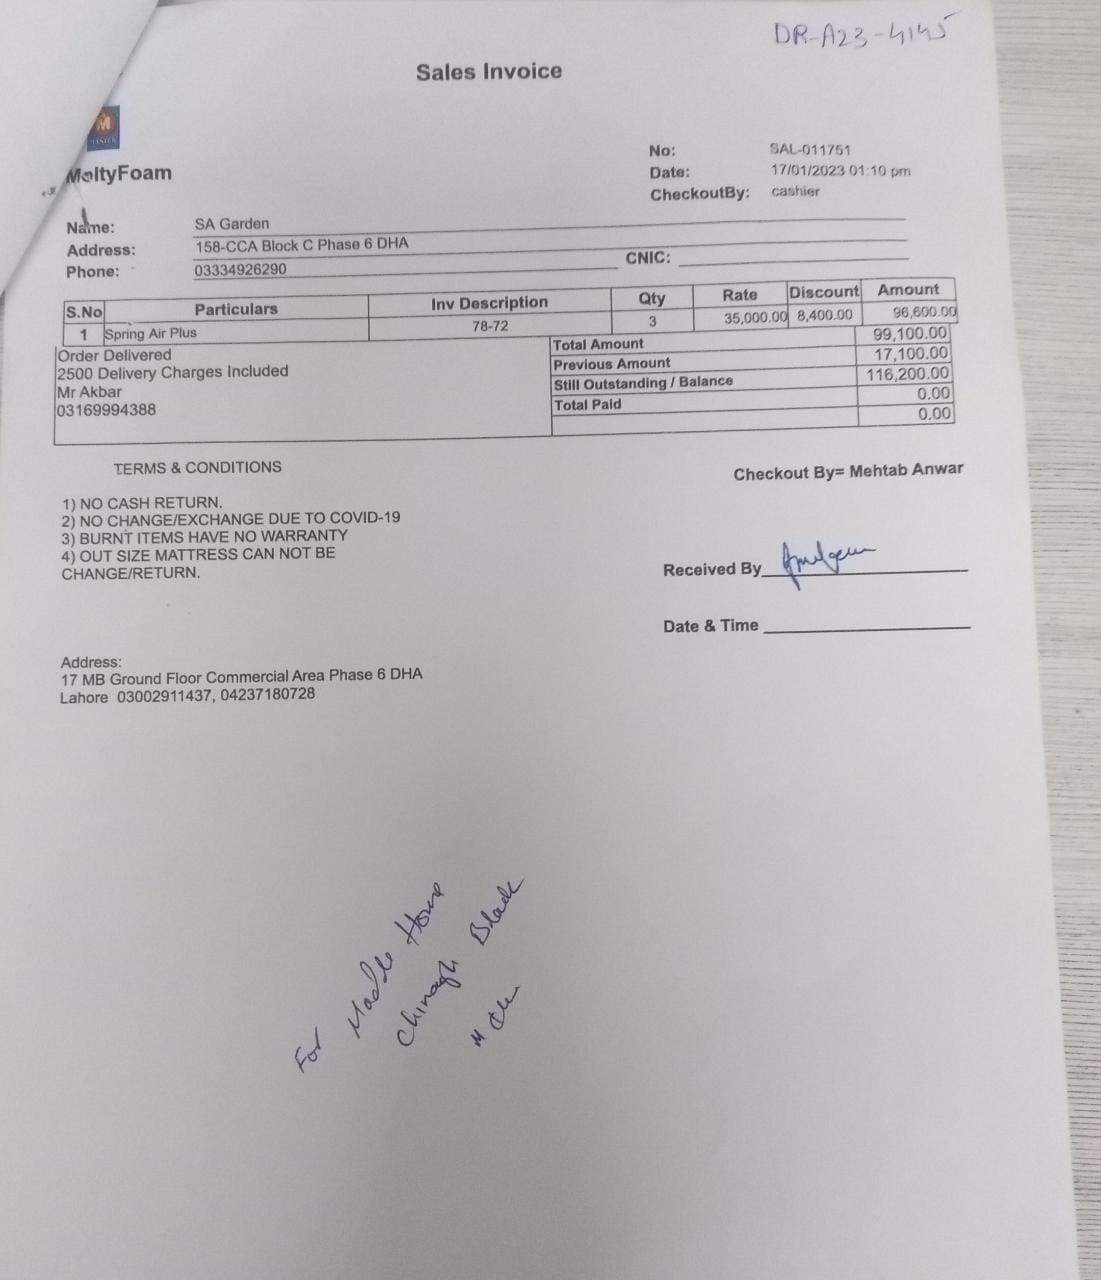 DR-A23-4145
Sales Invoice
M
MASTER
MoltyFoam
No: SAL-011751
Date: 17/01/2023 01:10 pm
CheckoutBy: cashier
Name: SA Garden
Address: 158-CCA Block C Phase 6 DHA
Phone: 03334926290 CNIC:
S.No Particulars Inv Description Qty Rate Discount Amount
1 Spring Air Plus 78-72 3 35,000.00 8,400.00 96,600.00
Order Delivered
2500 Delivery Charges Included
Mr Akbar
03169994388
Total Amount 99,100.00
Previous Amount 17,100.00
Still Outstanding / Balance 116,200.00
Total Paid 0.00
0.00
TERMS & CONDITIONS
Checkout By= Mehtab Anwar
1) NO CASH RETURN.
2) NO CHANGE/EXCHANGE DUE TO COVID-19
3) BURNT ITEMS HAVE NO WARRANTY
4) OUT SIZE MATTRESS CAN NOT BE
CHANGE/RETURN.
Received By
Date & Time
Address:
17 MB Ground Floor Commercial Area Phase 6 DHA
Lahore 03002911437, 04237180728
For Madle Home
Black